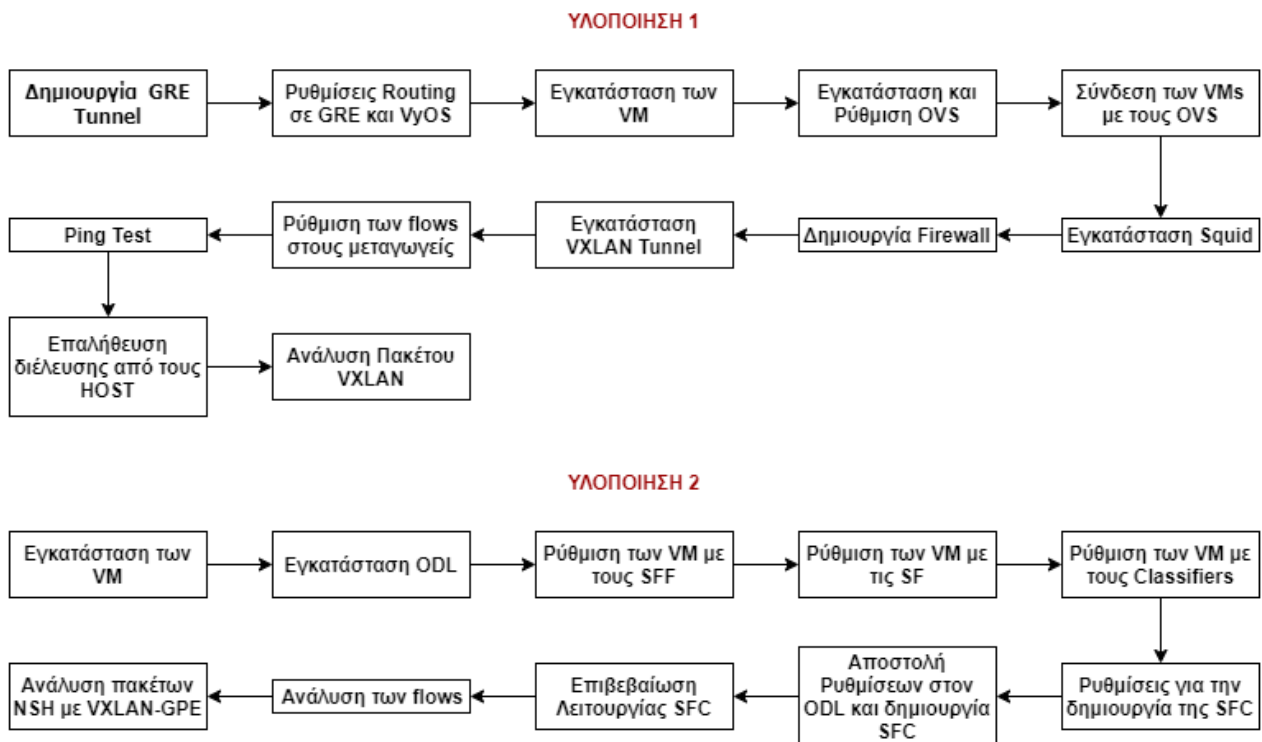 ΥΛΟΠΟΙΗΣΗ 1
Δημιουργία GRE
Tunnel
Ρυθμίσεις Routing
σε GRE και VyOS
Εγκατάσταση των
VM
Εγκατάσταση και
Ρύθμιση OVS
Σύνδεση των VMs
με τους OVS
Εγκατάσταση Squid
Δημιουργία Firewall
Εγκατάσταση
VXLAN Tunnel
Ρύθμιση των flows
στους μεταγωγείς
Ping Test
Επαλήθευση
διέλευσης από τους
HOST
Ανάλυση Πακέτου
VXLAN
ΥΛΟΠΟΙΗΣΗ 2
Εγκατάσταση των
VM
Εγκατάσταση ODL
Ρύθμιση των VM με
τους SFF
Ρύθμιση των VM με
τις SF
Ρύθμιση των VM με
τους Classifiers
Ρυθμίσεις για την
δημιουργία της SFC
Αποστολή
Ρυθμίσεων στον
ODL και δημιουργία
SFC
Επιβεβαίωση
Λειτουργίας SFC
Ανάλυση των flows
Ανάλυση πακέτων
NSH με VXLAN-GPE